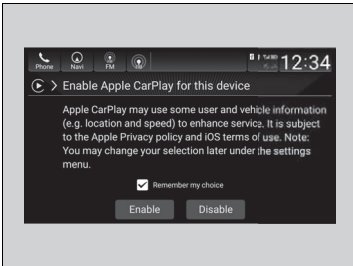 Phone Navi FM 12:34
Enable Apple CarPlay for this device
Apple CarPlay may use some user and vehicle information
(e.g. location and speed) to enhance service. It is subject
to the Apple Privacy policy and iOS terms of use. Note:
You may change your selection later under the settings
menu.
Remember my choice
Enable Disable